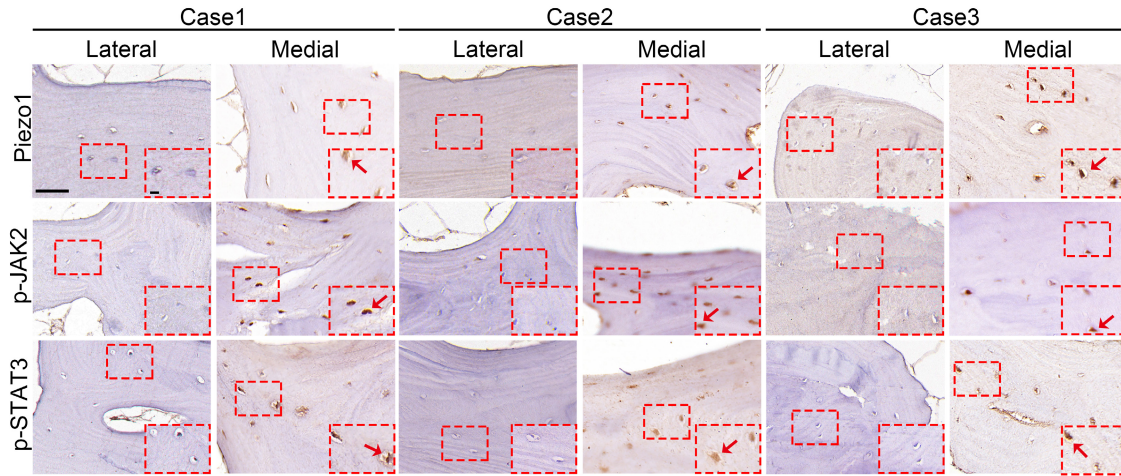 Case1 Case2 Case3
Lateral Medial Lateral Medial Lateral Medial
Piezo1
p-JAK2
p-STAT3